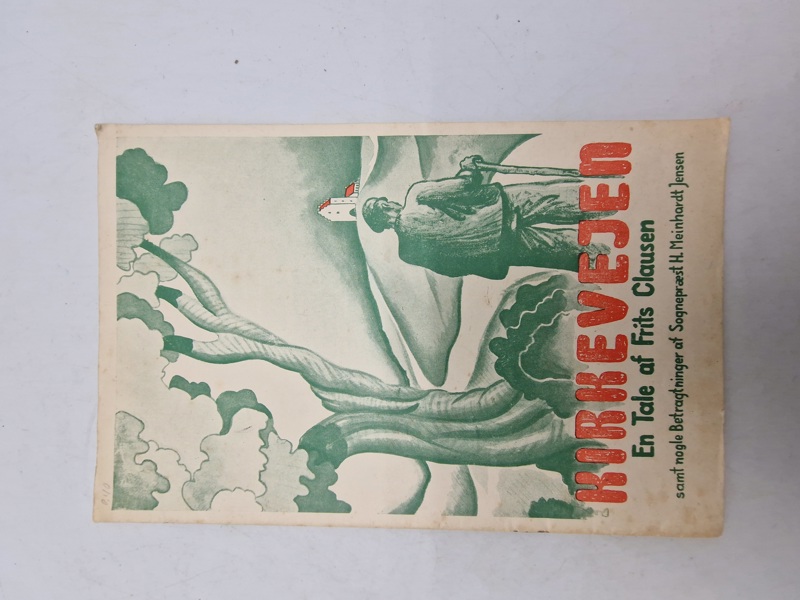 KIRKEVEJEN
En Tale af Frits Clausen
samt nogle Betragtninger af Sognepræst H. Meinhardt Jensen